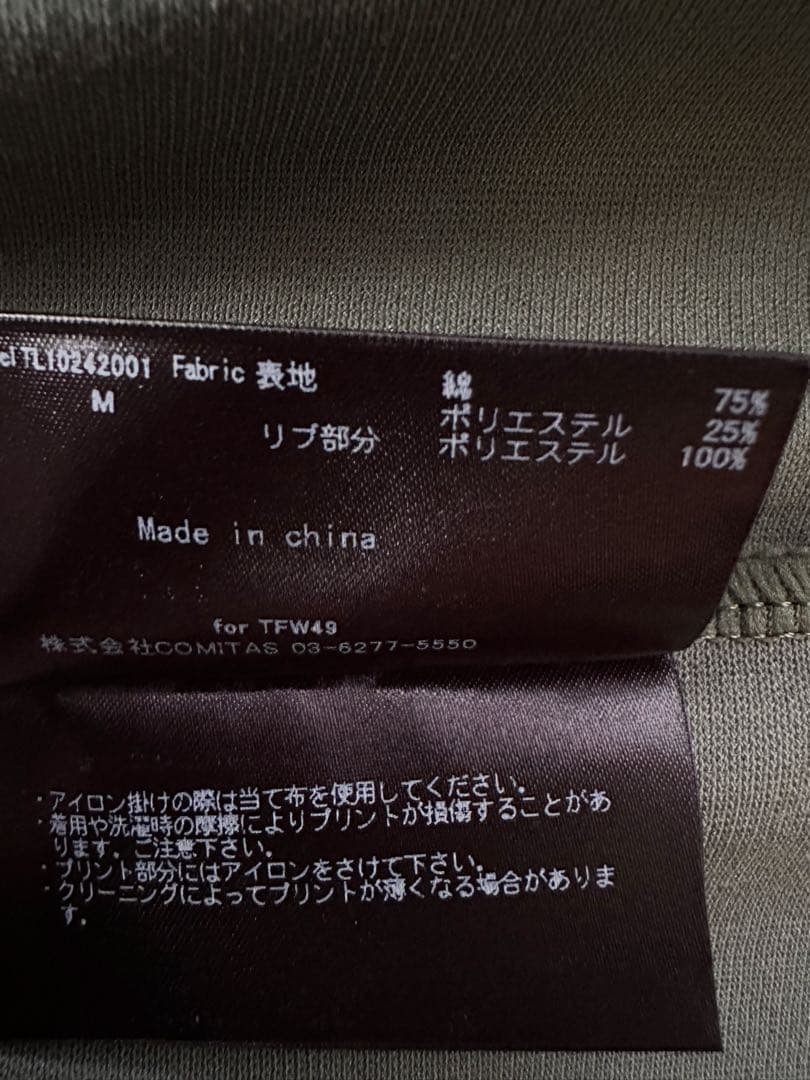 TL10242001 Fabric 表地 綿 75%
M ポリエステル 25%
リブ部分 ポリエステル 100%
Made in china
for TFW49
株式会社COMITAS 03-6277-5550
・アイロン掛けの際は当て布を使用してください.
・着用や洗濯時の摩擦によりプリントが損傷することがあ
ります. ご注意下さい.
・プリント部分にはアイロンをさけて下さい.
・クリーニングによってプリントが薄くなる場合がありま
す.